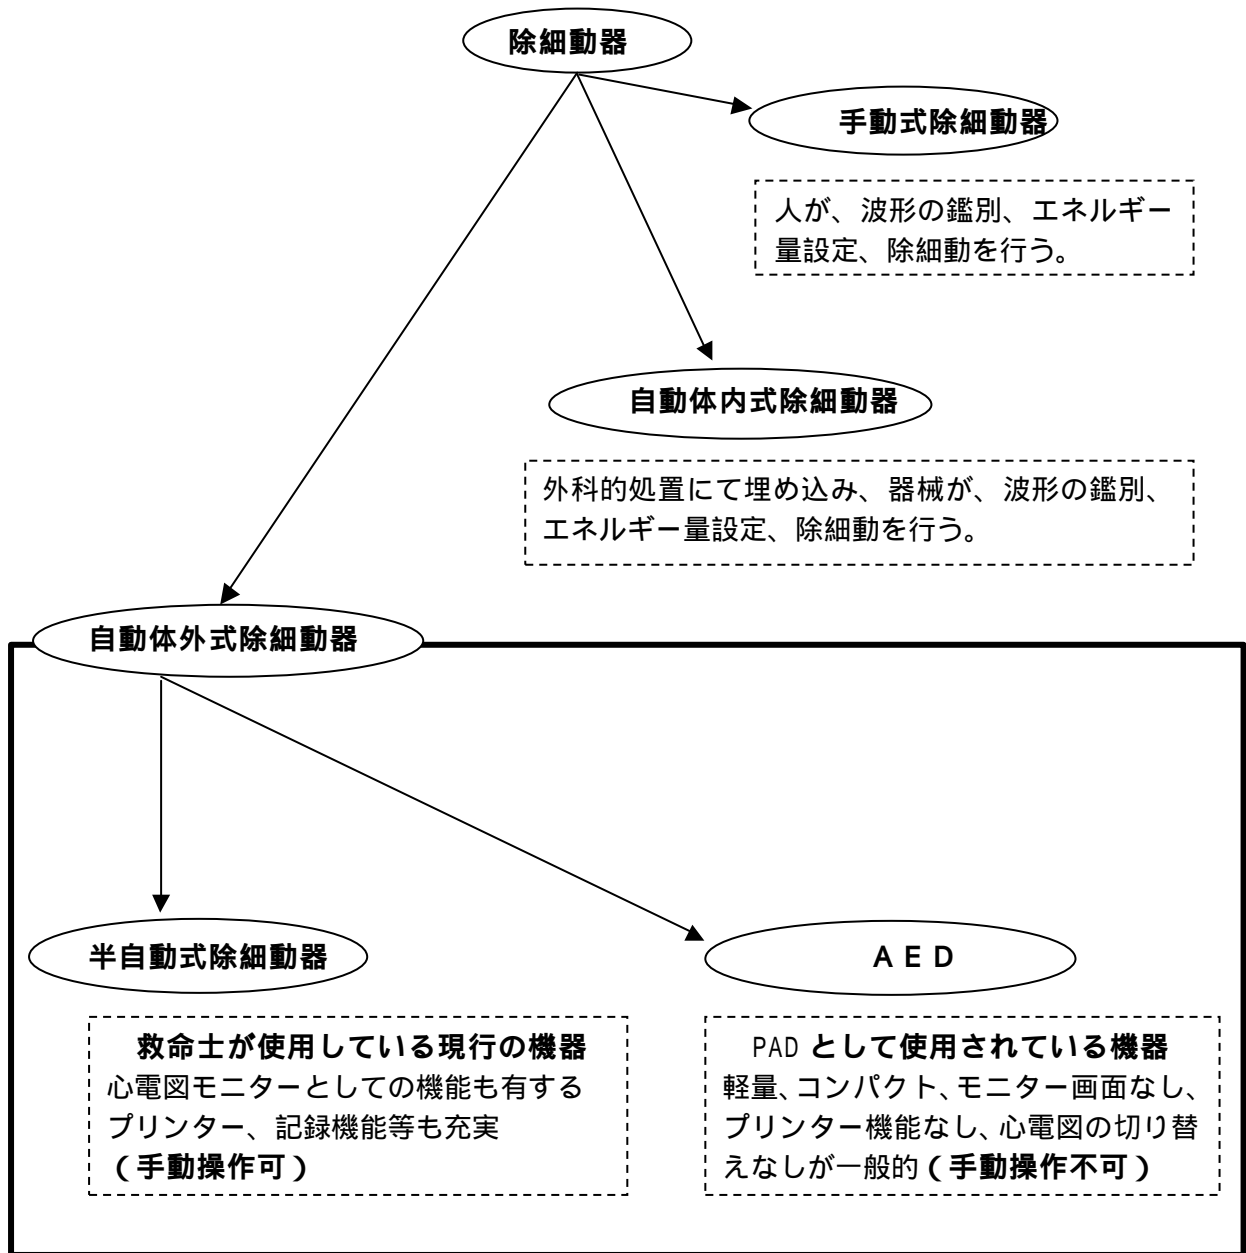 除細動器
手動式除細動器
人が、波形の鑑別、エネルギー
量設定、除細動を行う。
自動体内式除細動器
外科的処置にて埋め込み、器械が、波形の鑑別、
エネルギー量設定、除細動を行う。
自動体外式除細動器
半自動式除細動器
ＡＥＤ
救命士が使用している現行の機器
心電図モニターとしての機能も有する
プリンター、記録機能等も充実
（手動操作可）
PAD として使用されている機器
軽量、コンパクト、モニター画面なし、
プリンター機能なし、心電図の切り替
えなしが一般的（手動操作不可）